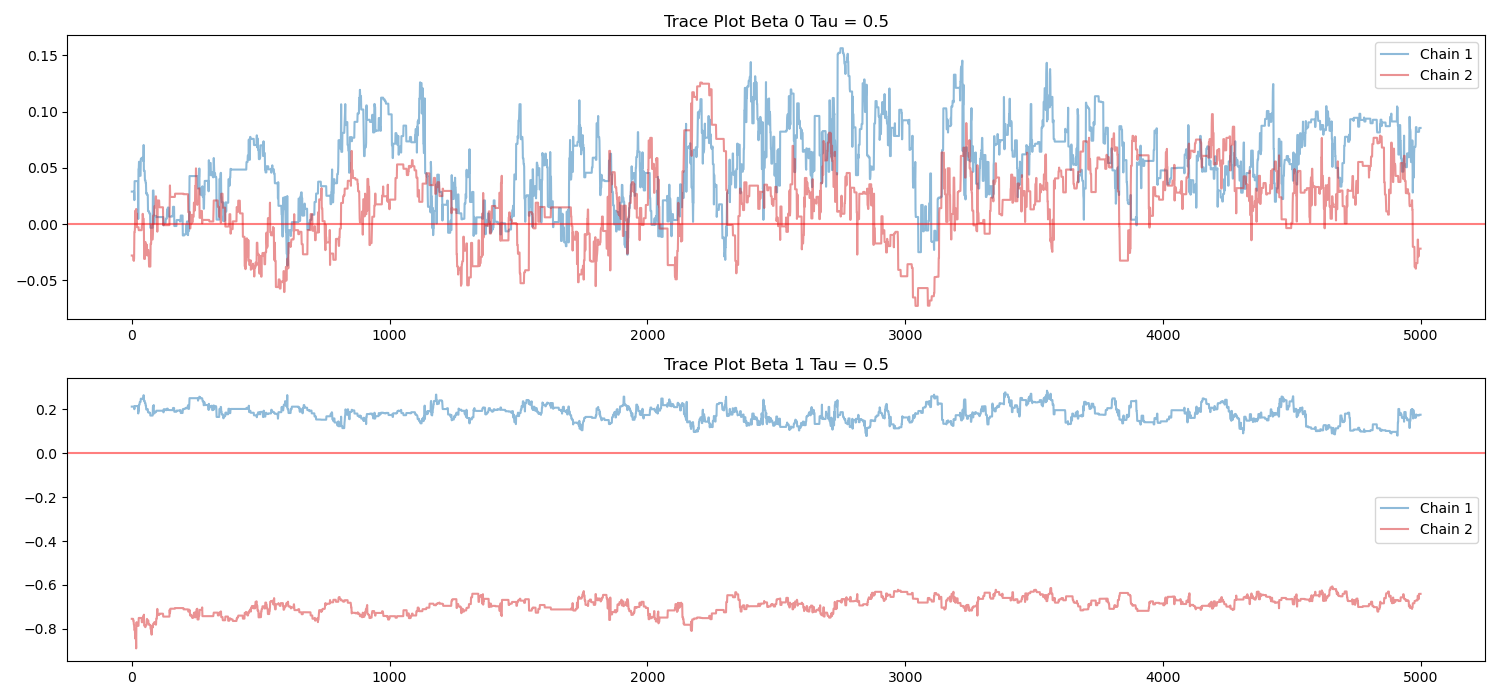 Trace Plot Beta 0 Tau = 0.5
0.15
0.10
0.05
0.00
−0.05
Chain 1
Chain 2
0 1000 2000 3000 4000 5000
Trace Plot Beta 1 Tau = 0.5
0.2
0.0
−0.2
−0.4
−0.6
−0.8
Chain 1
Chain 2
0 1000 2000 3000 4000 5000